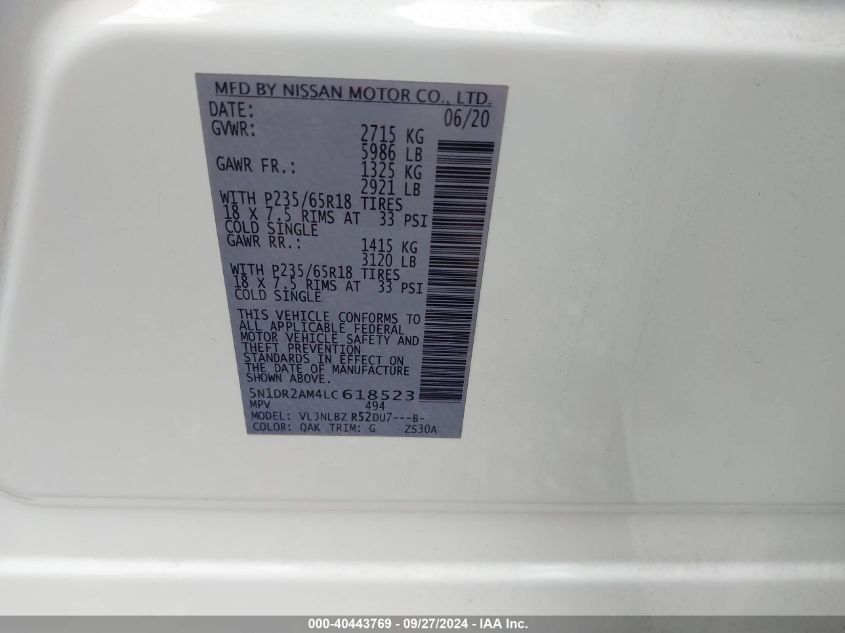 MFD BY NISSAN MOTOR CO., LTD.
DATE: 06/20
GVWR: 2715 KG
5986 LB
GAWR FR.: 1325 KG
2921 LB
WITH P235/65R18 TIRES
18 X 7.5 RIMS AT 33 PSI
COLD SINGLE
GAWR RR.: 1415 KG
3120 LB
WITH P235/65R18 TIRES
18 X 7.5 RIMS AT 33 PSI
COLD SINGLE
THIS VEHICLE CONFORMS TO
ALL APPLICABLE FEDERAL
MOTOR VEHICLE SAFETY AND
THEFT PREVENTION
STANDARDS IN EFFECT ON
THE DATE OF MANUFACTURE
SHOWN ABOVE.
5N1DR2AM4LC618523
MPV 494
MODEL: VLJNLBZ R52DU7---B-
COLOR: QAK TRIM: G ZS30A
000-40443769 - 09/27/2024 - IAA Inc.